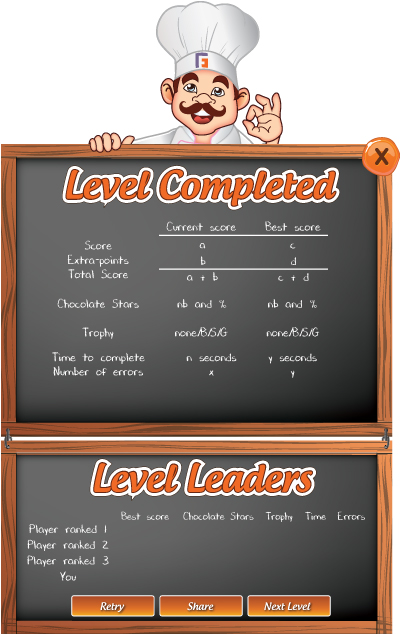 X
Level Completed
Current score Best score
Score a c
Extra-points b d
Total Score a + b c + d
Chocolate Stars nb and % nb and %
Trophy none/B/S/G none/B/S/G
Time to complete n seconds y seconds
Number of errors x y
Level Leaders
Best score Chocolate Stars Trophy Time Errors
Player ranked 1
Player ranked 2
Player ranked 3
You
Retry Share Next Level